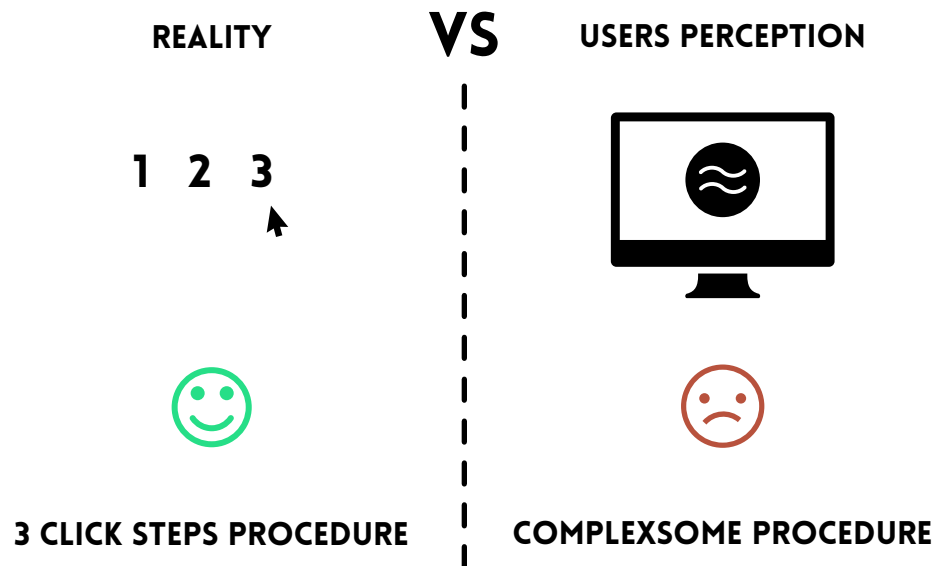 REALITY
VS
USERS PERCEPTION
1 2 3
3 CLICK STEPS PROCEDURE
COMPLEXSOME PROCEDURE